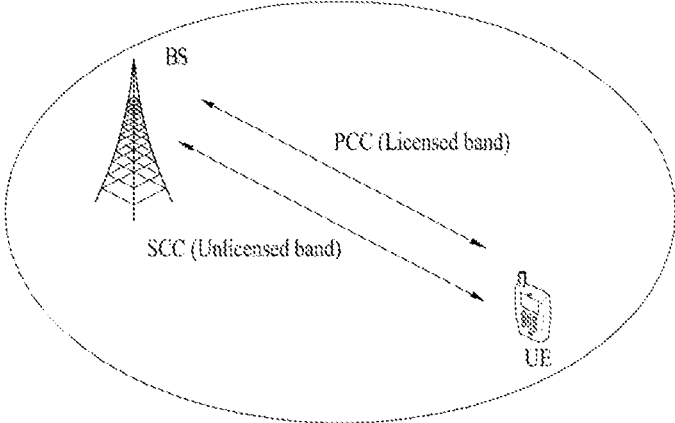 BS
PCC (Licensed band)
SCC (Unlicensed band)
UE